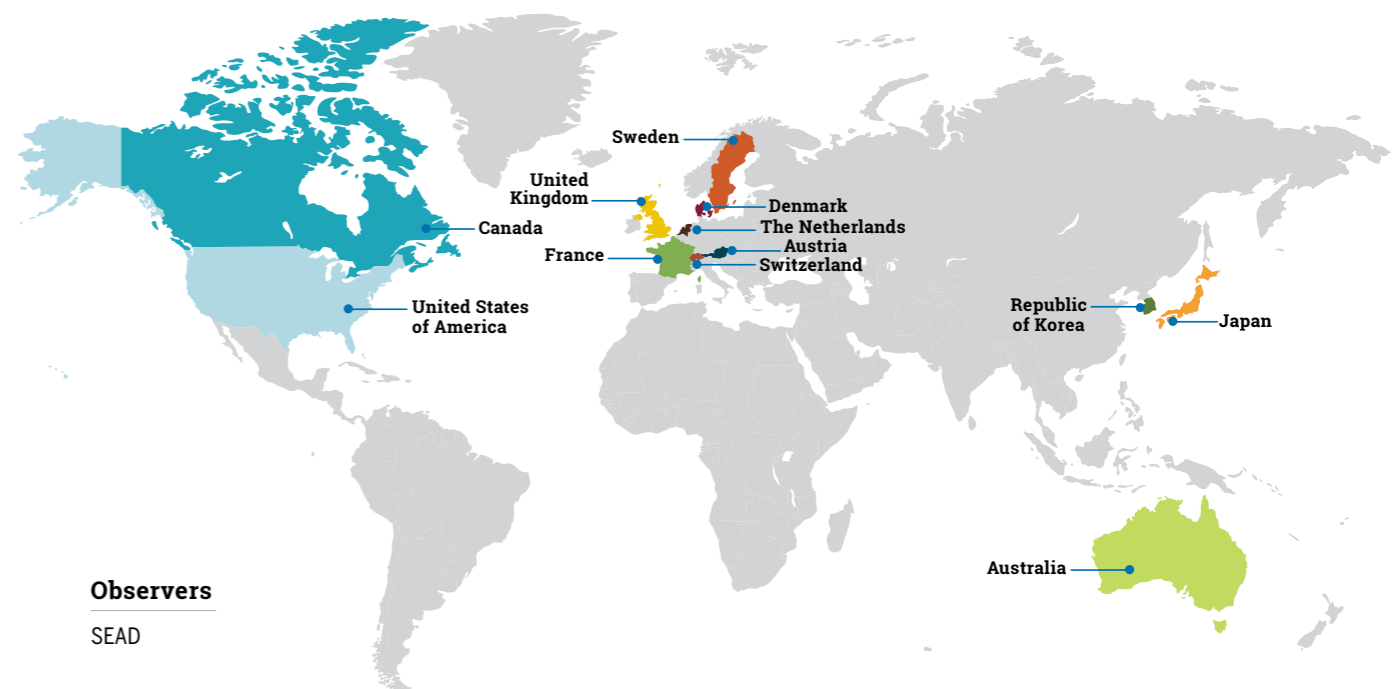 Sweden
United
Kingdom
Denmark
The Netherlands
Canada
Austria
France
Switzerland
United States
of America
Republic
of Korea
Japan
Australia
Observers
SEAD